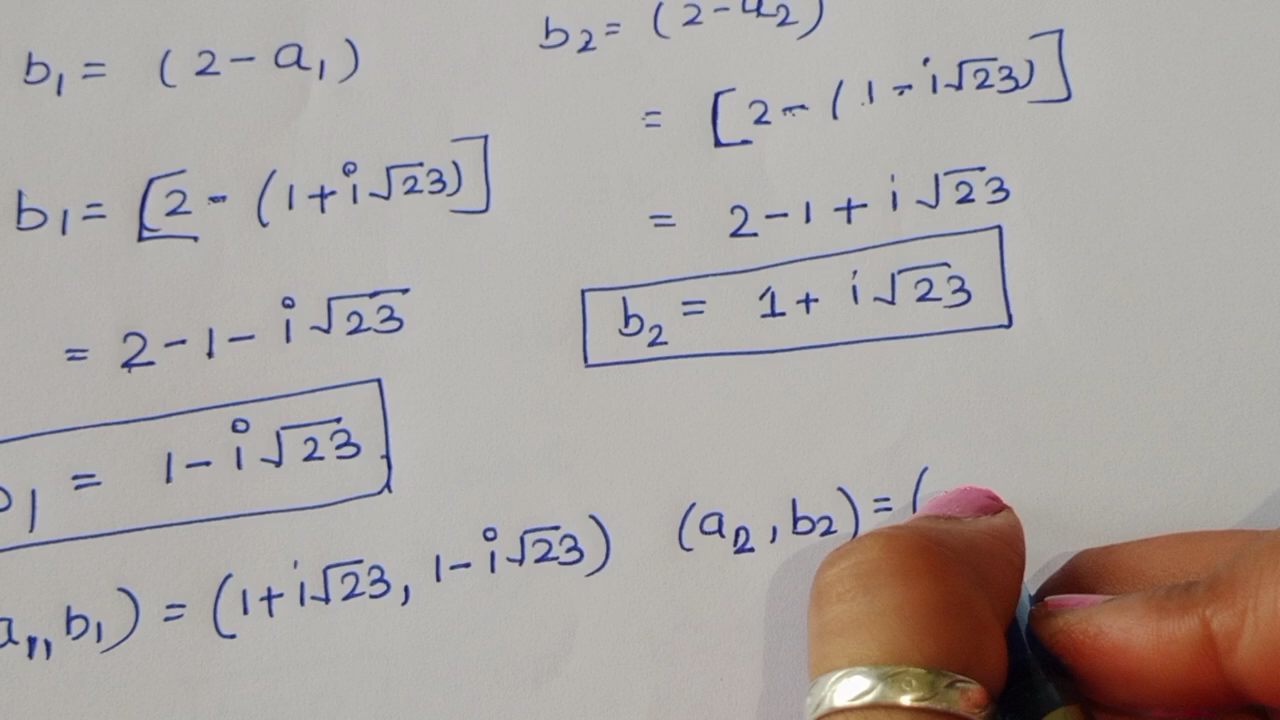 b₁ = (2-a₁)
b₁ = [2-(1+i√23)]
= 2-1-i√23
b₁ = 1-i√23
b₂ = (2-a₂)
= [2-(1-i√23)]
= 2-1+i√23
b₂ = 1+i√23
a₁, b₁) = (1+i√23, 1-i√23)
(a₂, b₂) = (